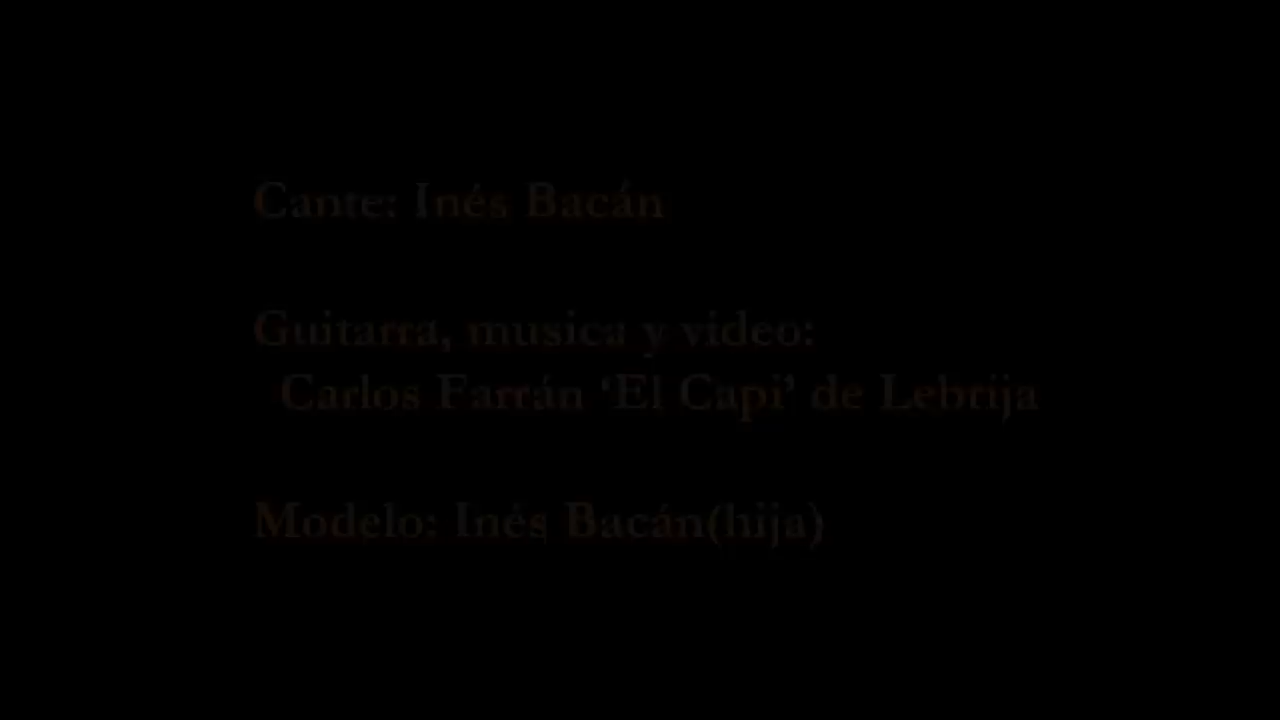 Cante: Inés Bacán
Guitarra, musica y video:
Carlos Farrán ‘El Capi’ de Lebrija
Modelo: Inés Bacán(hija)